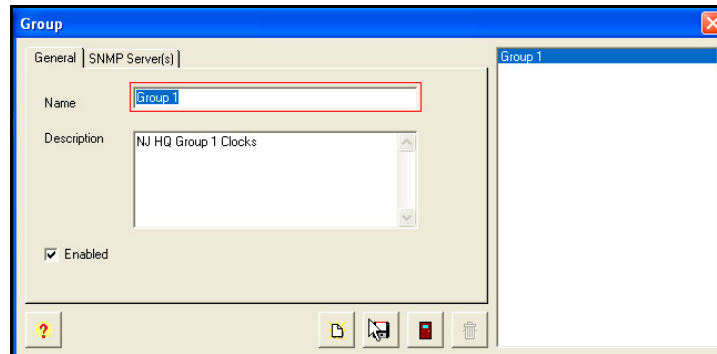 Group
General SNMP Server(s)
Group 1
Name Group 1
Description NJ HQ Group 1 Clocks
Enabled
?